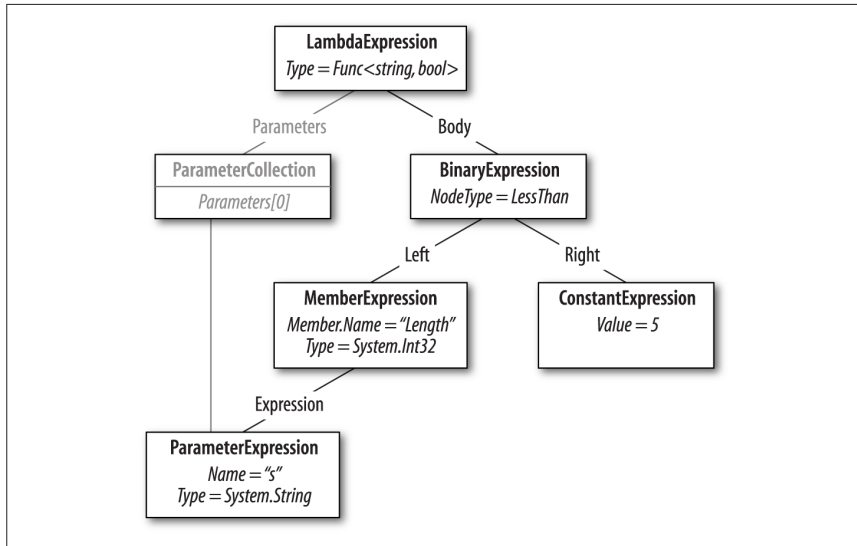 LambdaExpression
Type = Func<string, bool>
Parameters
Body
ParameterCollection
Parameters[0]
BinaryExpression
NodeType = LessThan
Left
Right
MemberExpression
Member.Name = “Length”
Type = System.Int32
ConstantExpression
Value = 5
Expression
ParameterExpression
Name = “s”
Type = System.String